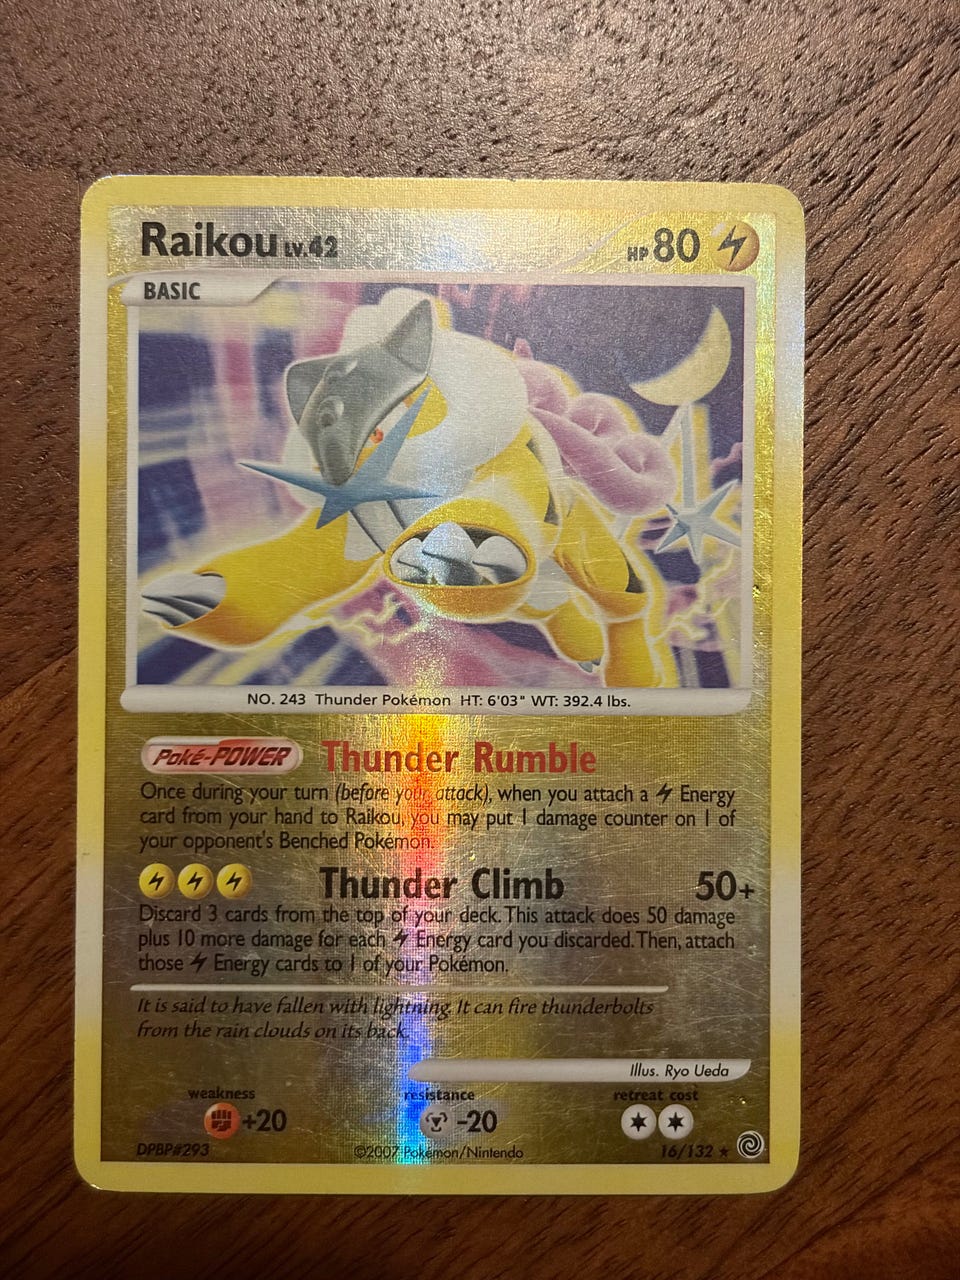 Raikou LV.42 HP 80
BASIC
NO. 243 Thunder Pokémon HT: 6'03" WT: 392.4 lbs.
Poké-POWER Thunder Rumble
Once during your turn (before your attack), when you attach a Energy
card from your hand to Raikou, you may put 1 damage counter on 1 of
your opponent's Benched Pokémon.
Thunder Climb 50+
Discard 3 cards from the top of your deck. This attack does 50 damage
plus 10 more damage for each Energy card you discarded. Then, attach
those Energy cards to 1 of your Pokémon.
It is said to have fallen with lightning. It can fire thunderbolts
from the rain clouds on its back.
Illus. Ryo Ueda
weakness resistance retreat cost
+20 -20
DPBP#293 ©2007 Pokémon/Nintendo 16/132 ★